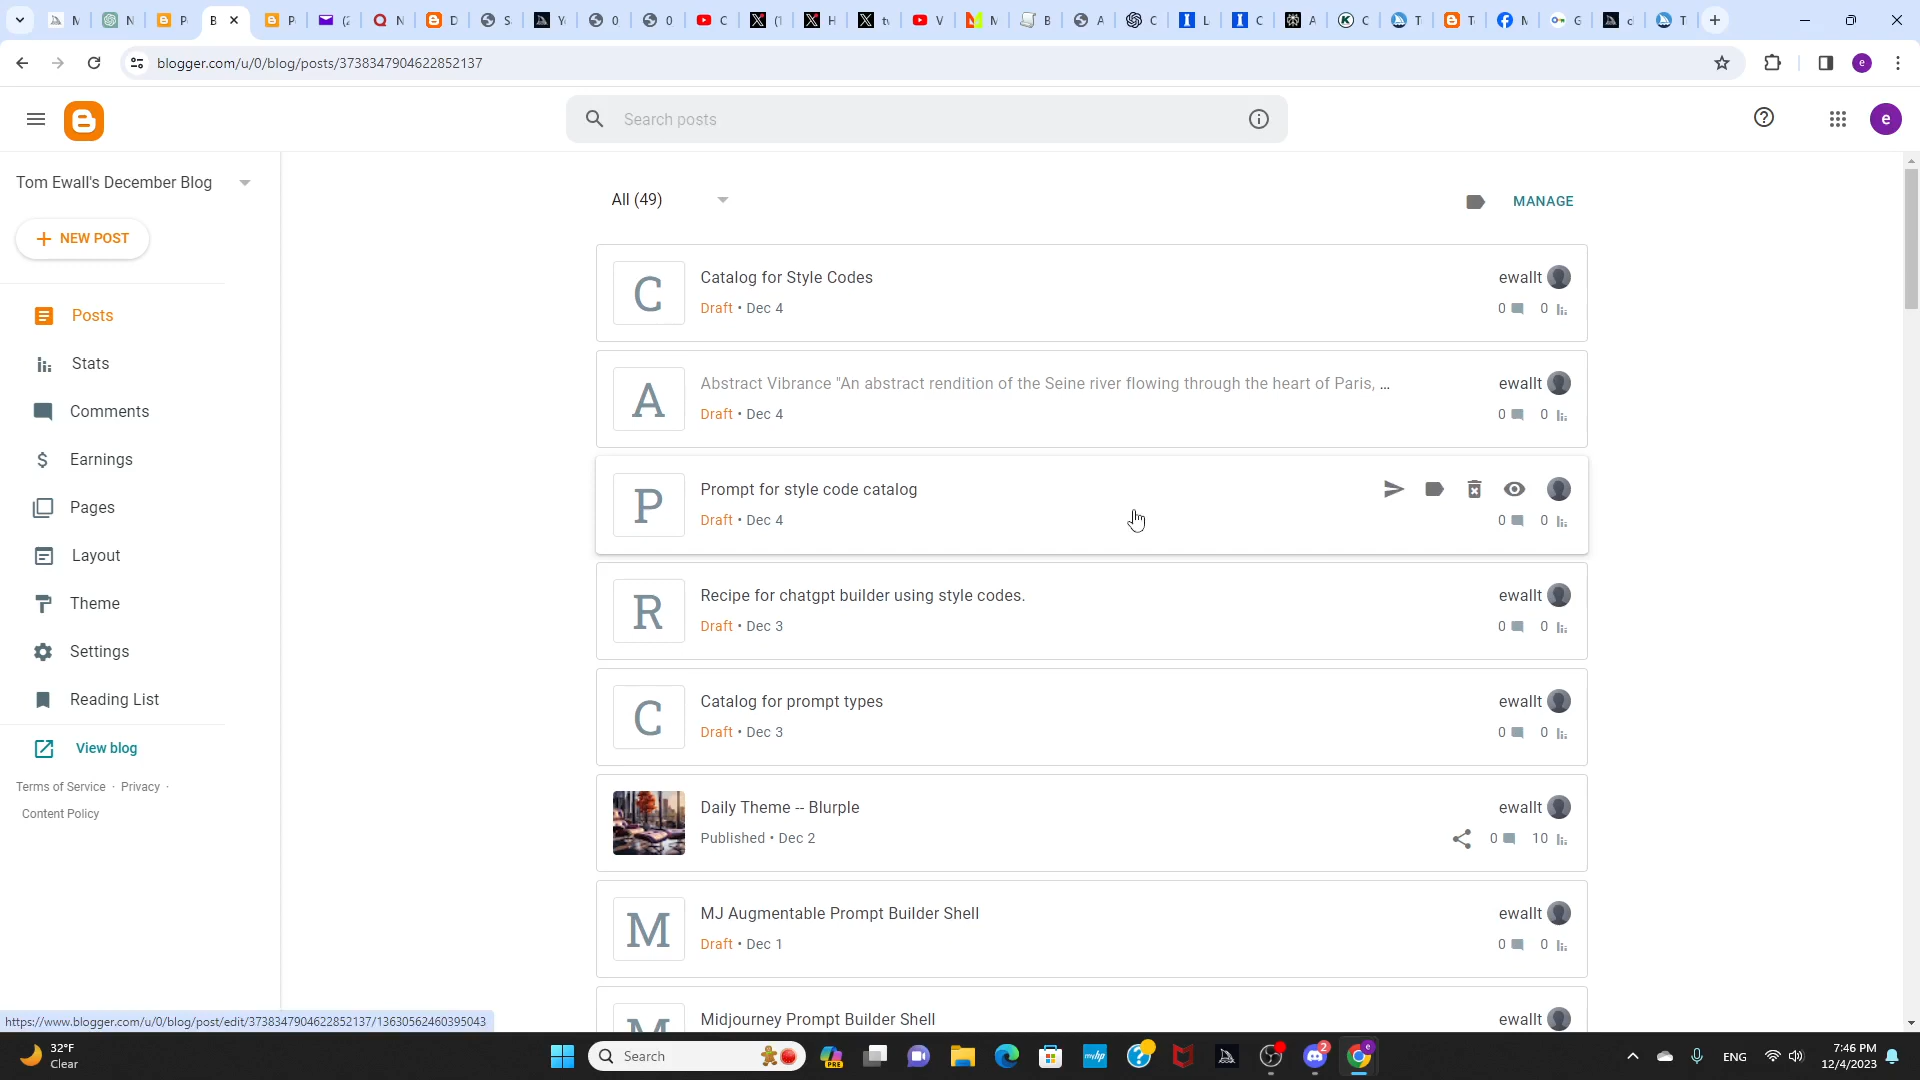 blogger.com/u/0/blog/posts/3738347904622852137
Search posts
e
Tom Ewall's December Blog
All (49)
MANAGE
NEW POST
Posts
Stats
Comments
Earnings
Pages
Layout
Theme
Settings
Reading List
View blog
Terms of Service · Privacy ·
Content Policy
C
Catalog for Style Codes
ewallt
Draft • Dec 4
0 0
A
Abstract Vibrance "An abstract rendition of the Seine river flowing through the heart of Paris, ...
ewallt
Draft • Dec 4
0 0
P
Prompt for style code catalog
Draft • Dec 4
0 0
R
Recipe for chatgpt builder using style codes.
ewallt
Draft • Dec 3
0 0
C
Catalog for prompt types
ewallt
Draft • Dec 3
0 0
Daily Theme -- Blurple
ewallt
Published • Dec 2
0 10
M
MJ Augmentable Prompt Builder Shell
ewallt
Draft • Dec 1
0 0
Midjourney Prompt Builder Shell
ewallt
https://www.blogger.com/u/0/blog/post/edit/3738347904622852137/13630562460395043
32°F
Clear
Search
PRE
myhp
2
ENG
7:46 PM
12/4/2023